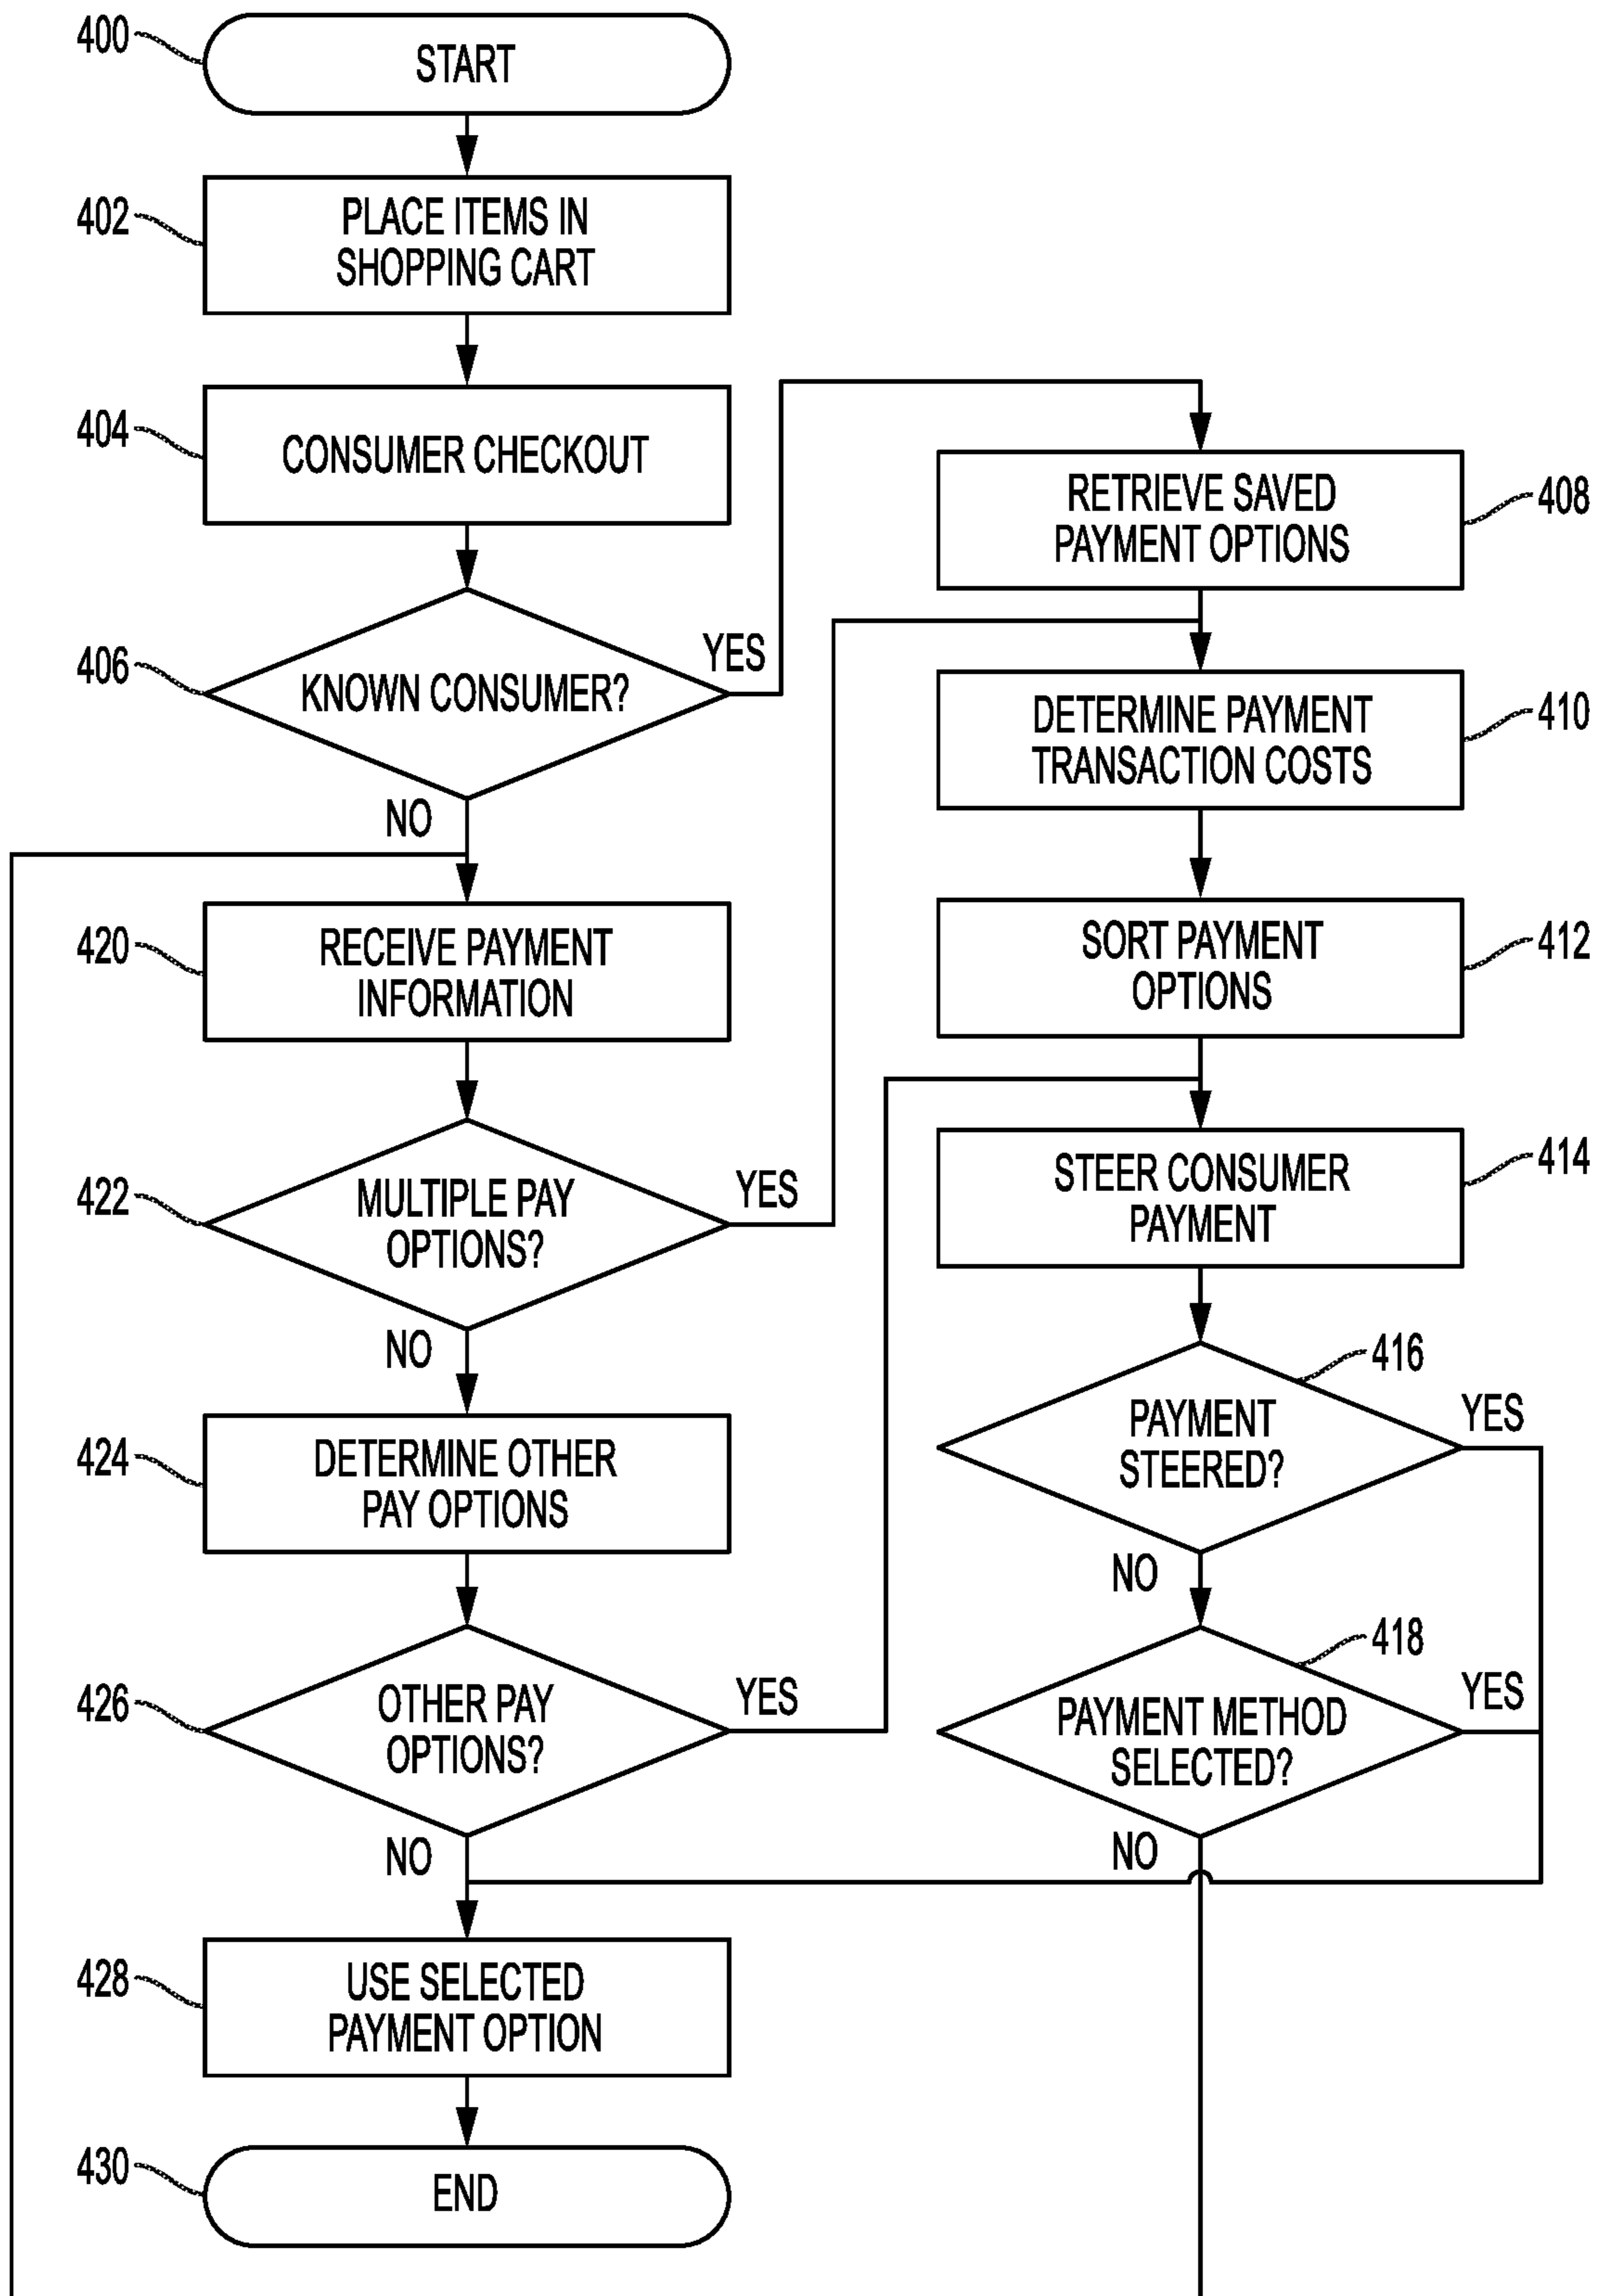 400
START
402
PLACE ITEMS IN
SHOPPING CART
404
CONSUMER CHECKOUT
406
KNOWN CONSUMER?
YES
NO
408
RETRIEVE SAVED
PAYMENT OPTIONS
410
DETERMINE PAYMENT
TRANSACTION COSTS
412
SORT PAYMENT
OPTIONS
414
STEER CONSUMER
PAYMENT
416
PAYMENT
STEERED?
YES
NO
418
PAYMENT METHOD
SELECTED?
YES
NO
420
RECEIVE PAYMENT
INFORMATION
422
MULTIPLE PAY
OPTIONS?
YES
NO
424
DETERMINE OTHER
PAY OPTIONS
426
OTHER PAY
OPTIONS?
YES
NO
428
USE SELECTED
PAYMENT OPTION
430
END